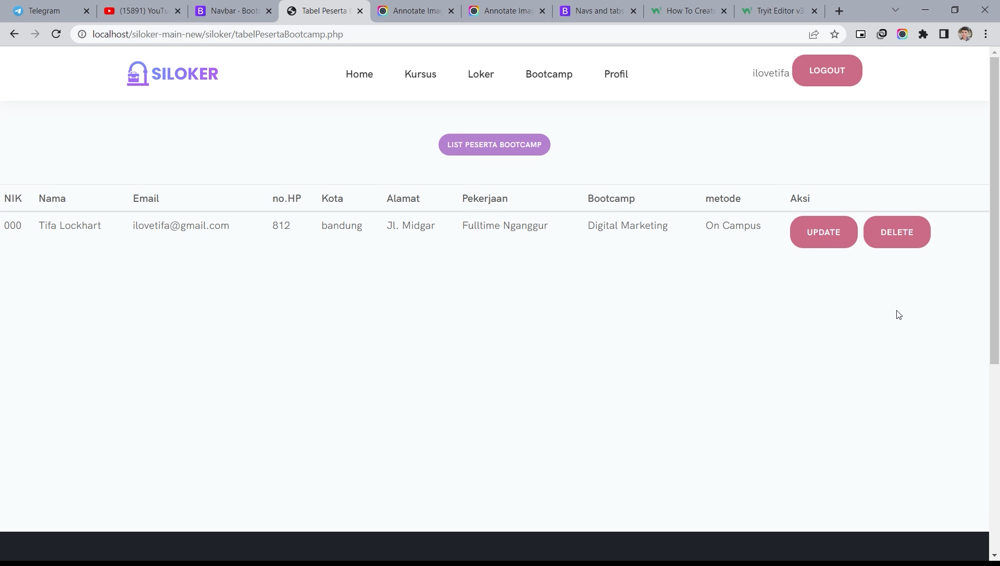 Telegram
(15891) YouTu
Navbar · Boots
Tabel Peserta B
Annotate Imag
Annotate Imag
Navs and tabs
How To Create
Tryit Editor v3.
localhost/siloker-main-new/siloker/tabelPesertaBootcamp.php
SILOKER Home Kursus Loker Bootcamp Profil ilovetifa LOGOUT
LIST PESERTA BOOTCAMP
NIK Nama Email no.HP Kota Alamat Pekerjaan Bootcamp metode Aksi
000 Tifa Lockhart ilovetifa@gmail.com 812 bandung Jl. Midgar Fulltime Nganggur Digital Marketing On Campus UPDATE DELETE